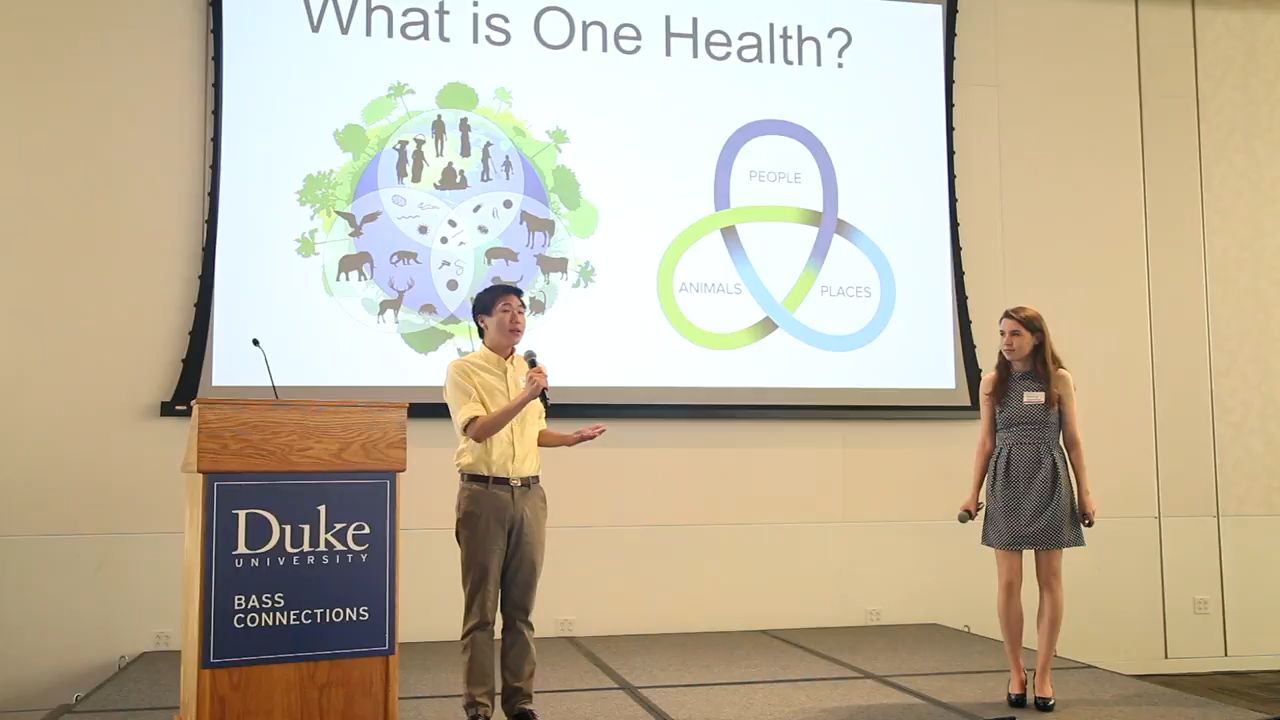 What is One Health?
PEOPLE
ANIMALS
PLACES
Duke
UNIVERSITY
BASS
CONNECTIONS